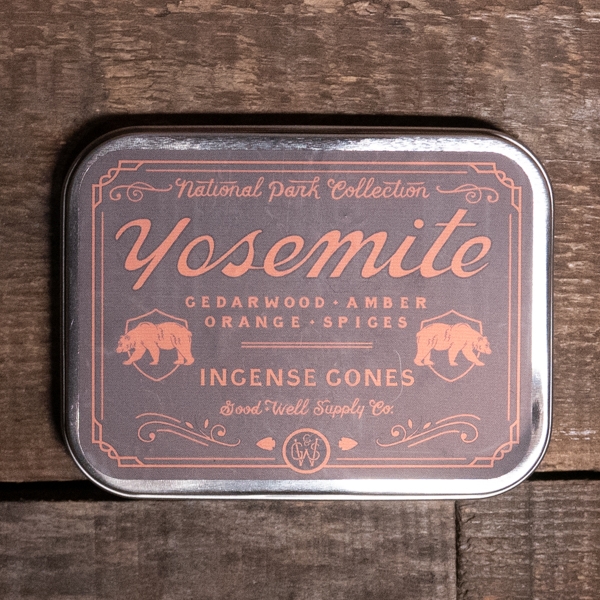 National Park Collection
Yosemite
CEDARWOOD · AMBER
ORANGE · SPICES
INCENSE CONES
Good Well Supply Co.